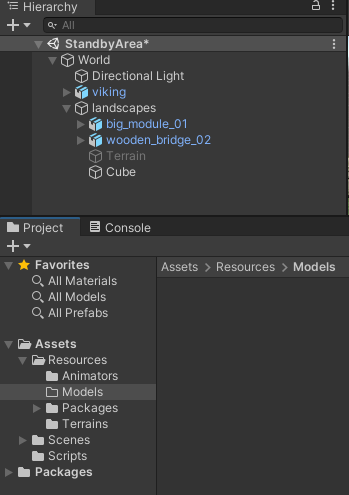 Hierarchy
All
StandbyArea*
World
Directional Light
viking
landscapes
big_module_01
wooden_bridge_02
Terrain
Cube
Project Console
Favorites
All Materials
All Models
All Prefabs
Assets
Resources
Animators
Models
Packages
Terrains
Scenes
Scripts
Packages
Assets > Resources > Models